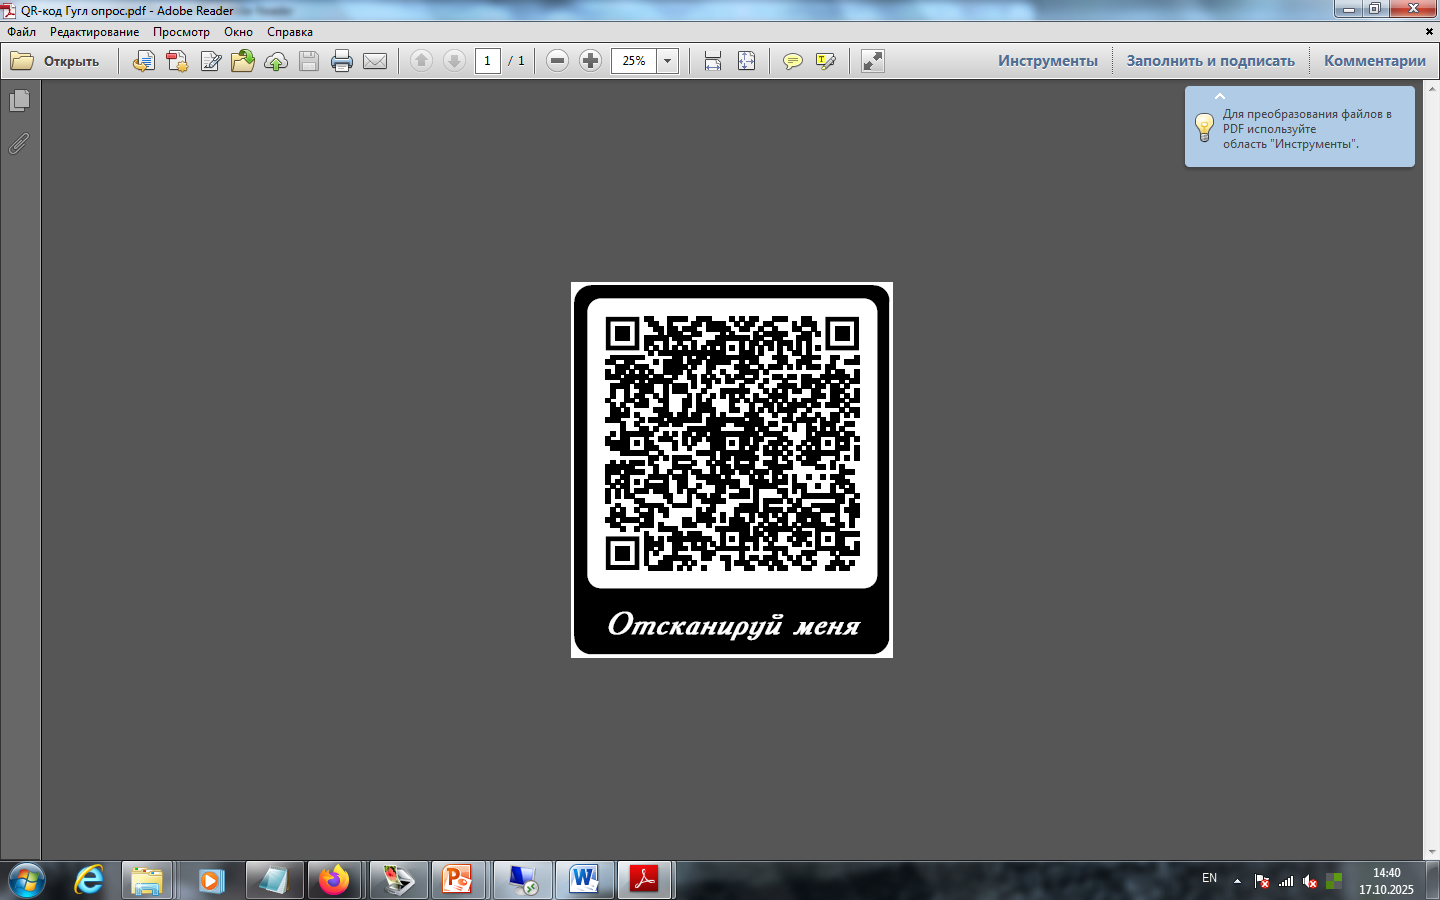 QR-код Гугл опрос.pdf - Adobe Reader
Файл Редактирование Просмотр Окно Справка
Открыть 1 / 1 25% Инструменты Заполнить и подписать Комментарии
Для преобразования файлов в
PDF используйте
область "Инструменты".
Отсканируй меня
EN
14:40
17.10.2025